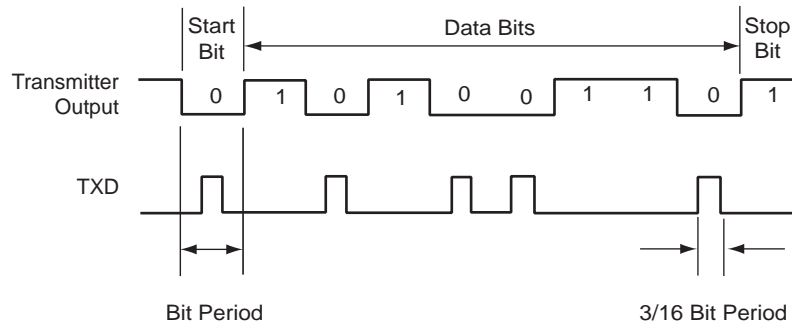 Start Bit
Data Bits
Stop Bit
Transmitter Output
0 1 0 1 0 0 1 1 0 1
TXD
Bit Period
3/16 Bit Period